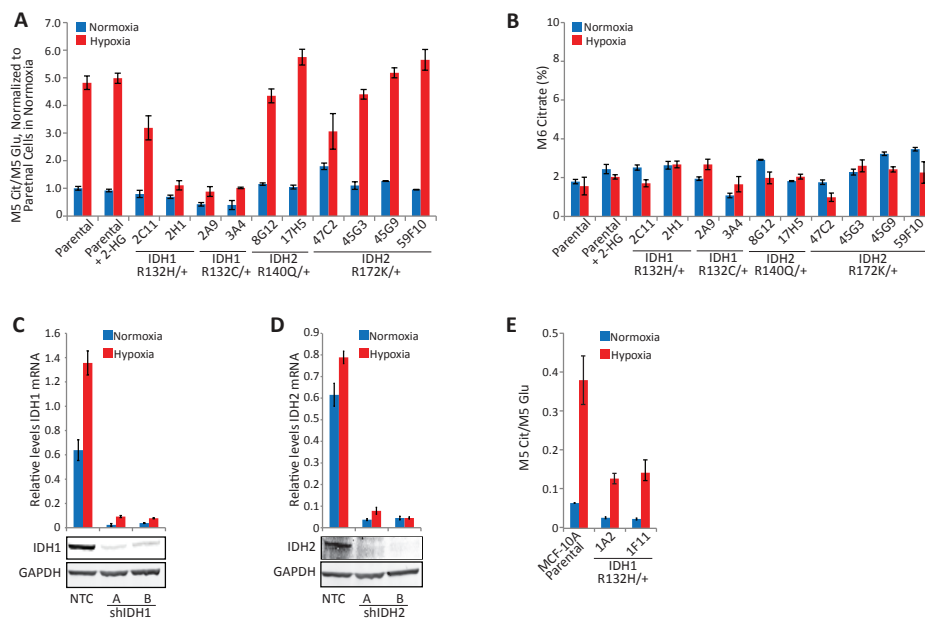 A
Normoxia
Hypoxia
M5 Cit/M5 Glu, Normalized to
Paretnal Cells in Normoxia
6.0
5.0
4.0
3.0
2.0
1.0
0
Parental
Parental
+ 2-HG
2C11
2H1
2A9
3A4
8G12
17H5
47C2
45G3
45G9
59F10
IDH1
R132H/+
IDH1
R132C/+
IDH2
R140Q/+
IDH2
R172K/+
B
Normoxia
Hypoxia
M6 Citrate (%)
10
8
6
4
2
0
Parental
Parental
+ 2-HG
2C11
2H1
2A9
3A4
8G12
17H5
47C2
45G3
45G9
59F10
IDH1
R132H/+
IDH1
R132C/+
IDH2
R140Q/+
IDH2
R172K/+
C
Normoxia
Hypoxia
Relative levels IDH1 mRNA
1.6
1.4
1.2
1.0
0.8
0.6
0.4
0.2
0
IDH1
GAPDH
NTC
A
B
shIDH1
D
Normoxia
Hypoxia
Relative levels IDH2 mRNA
0.9
0.8
0.7
0.6
0.5
0.4
0.3
0.2
0.1
0
IDH2
GAPDH
NTC
A
B
shIDH2
E
Normoxia
Hypoxia
M5 Cit/M5 Glu
0.5
0.4
0.3
0.2
0.1
0
MCF-10A
Parental
1A2
1F11
IDH1
R132H/+